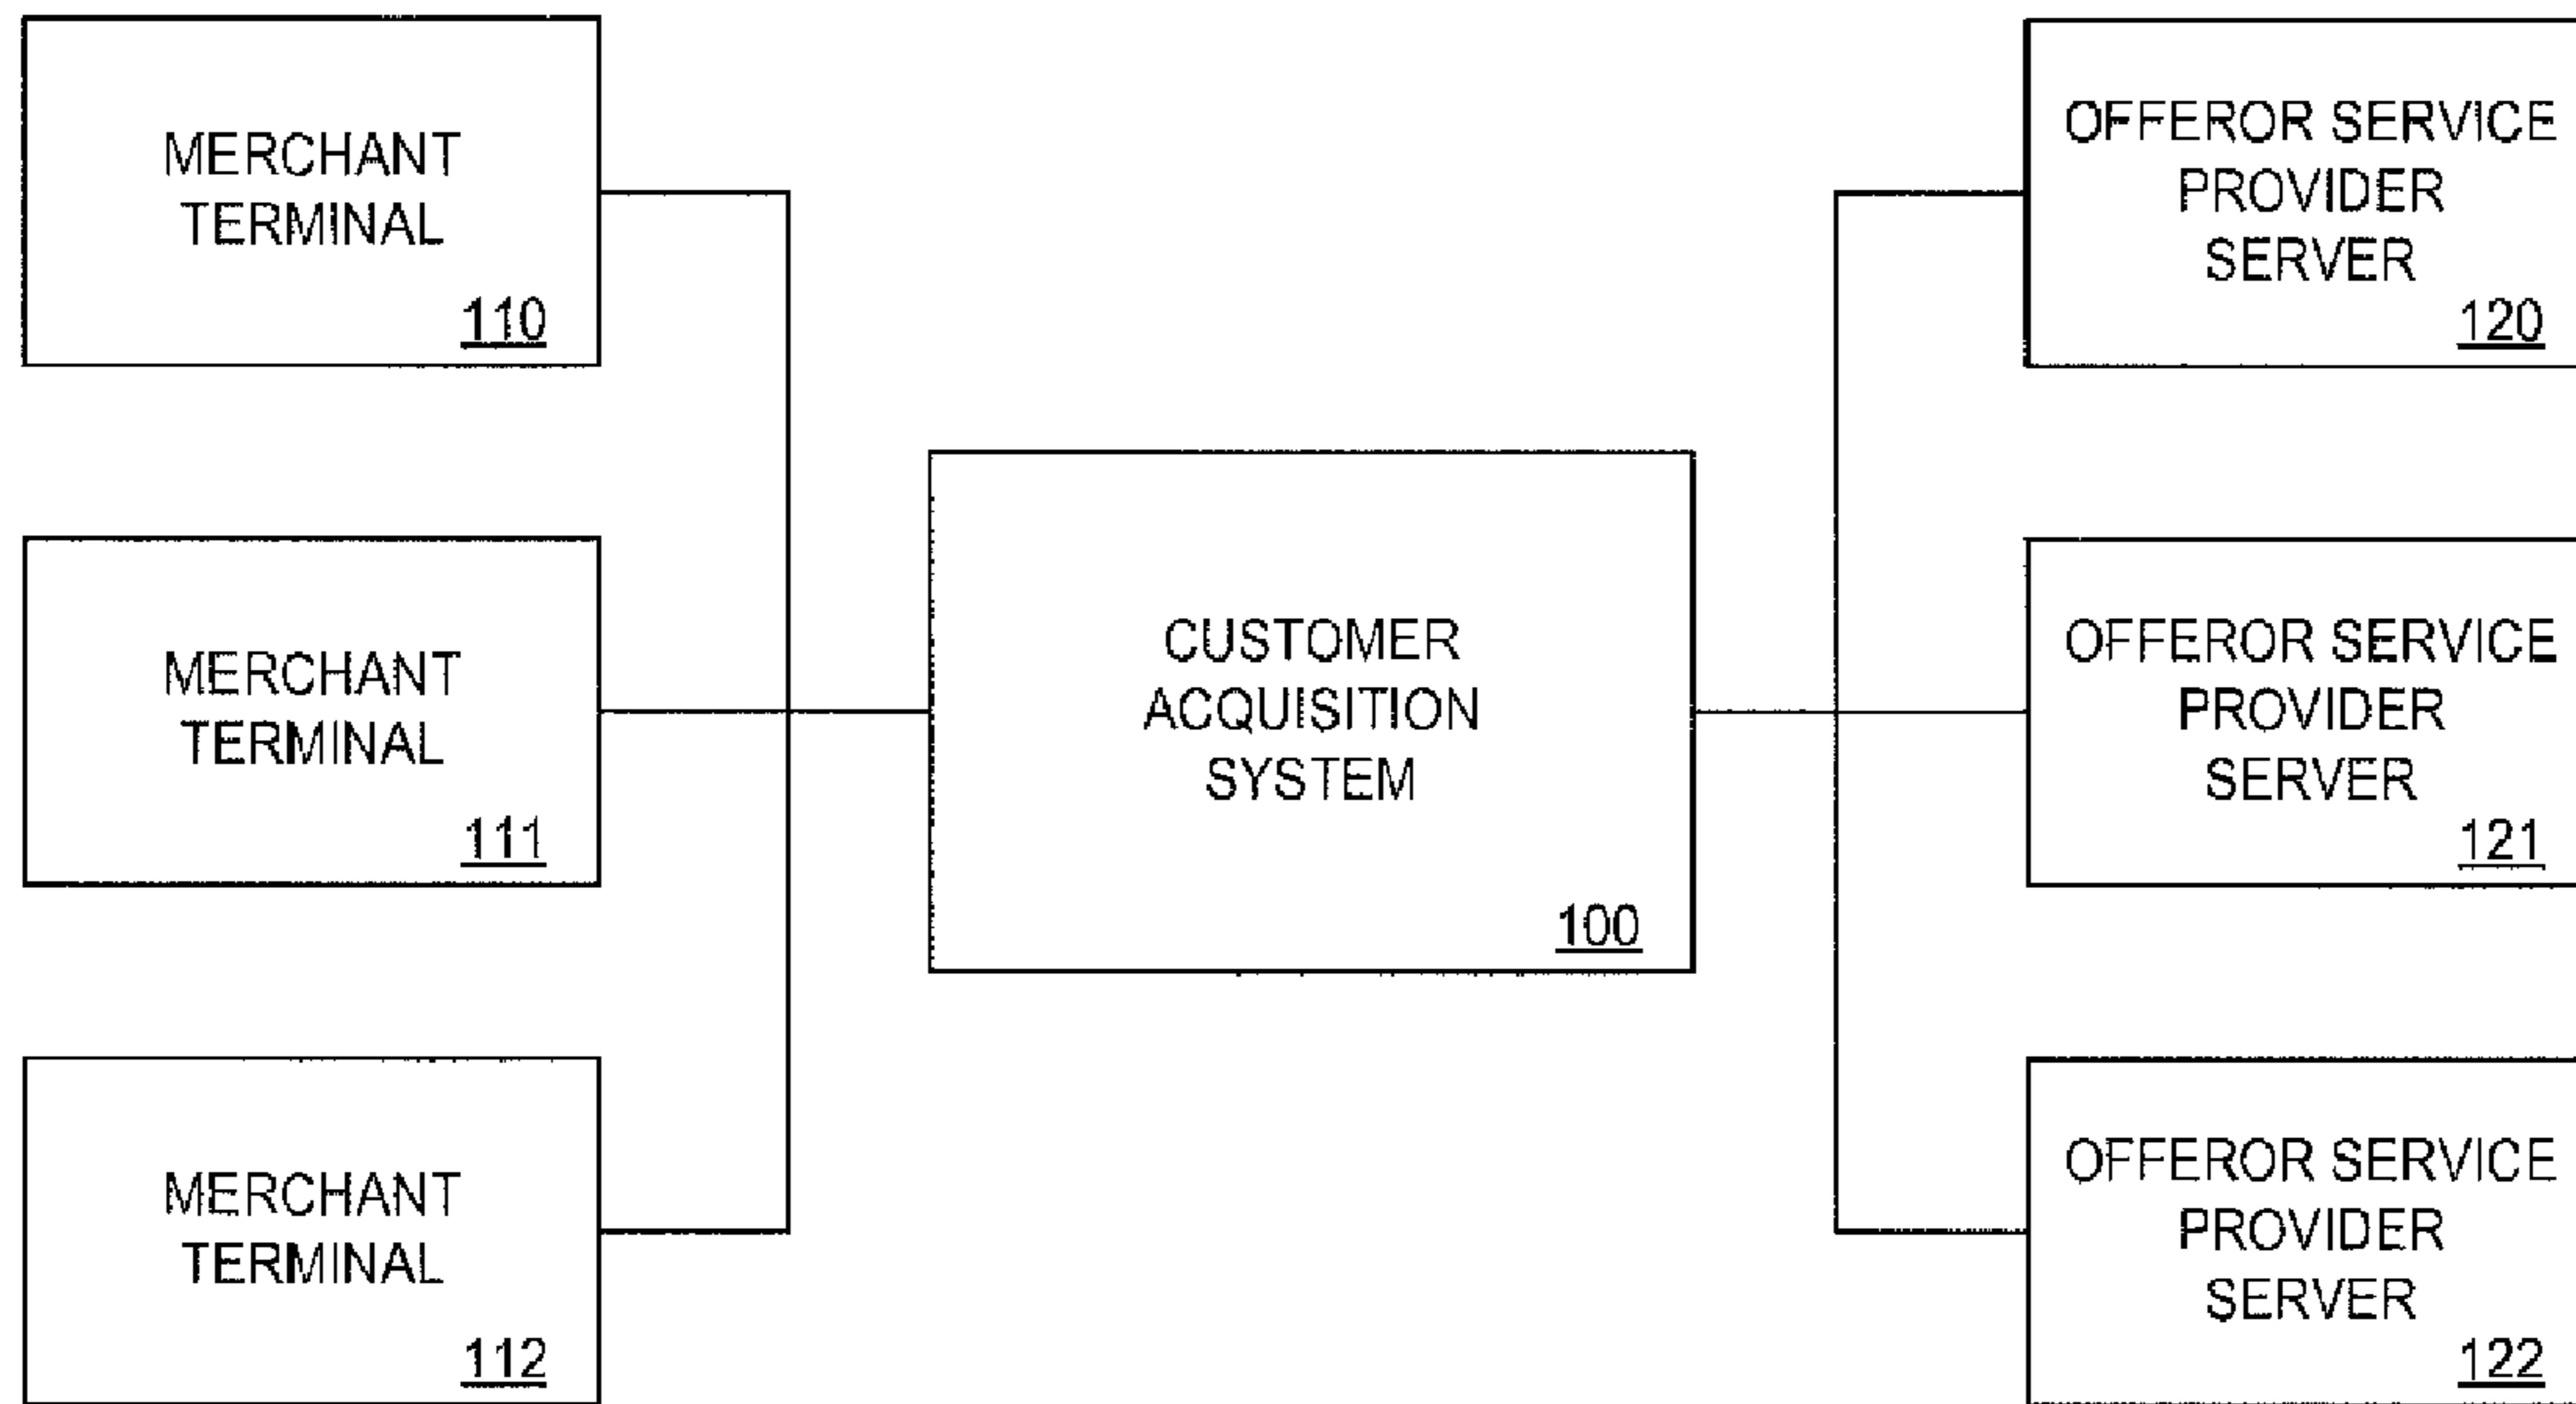 MERCHANT
TERMINAL
110
MERCHANT
TERMINAL
111
MERCHANT
TERMINAL
112
CUSTOMER
ACQUISITION
SYSTEM
100
OFFEROR SERVICE
PROVIDER
SERVER
120
OFFEROR SERVICE
PROVIDER
SERVER
121
OFFEROR SERVICE
PROVIDER
SERVER
122